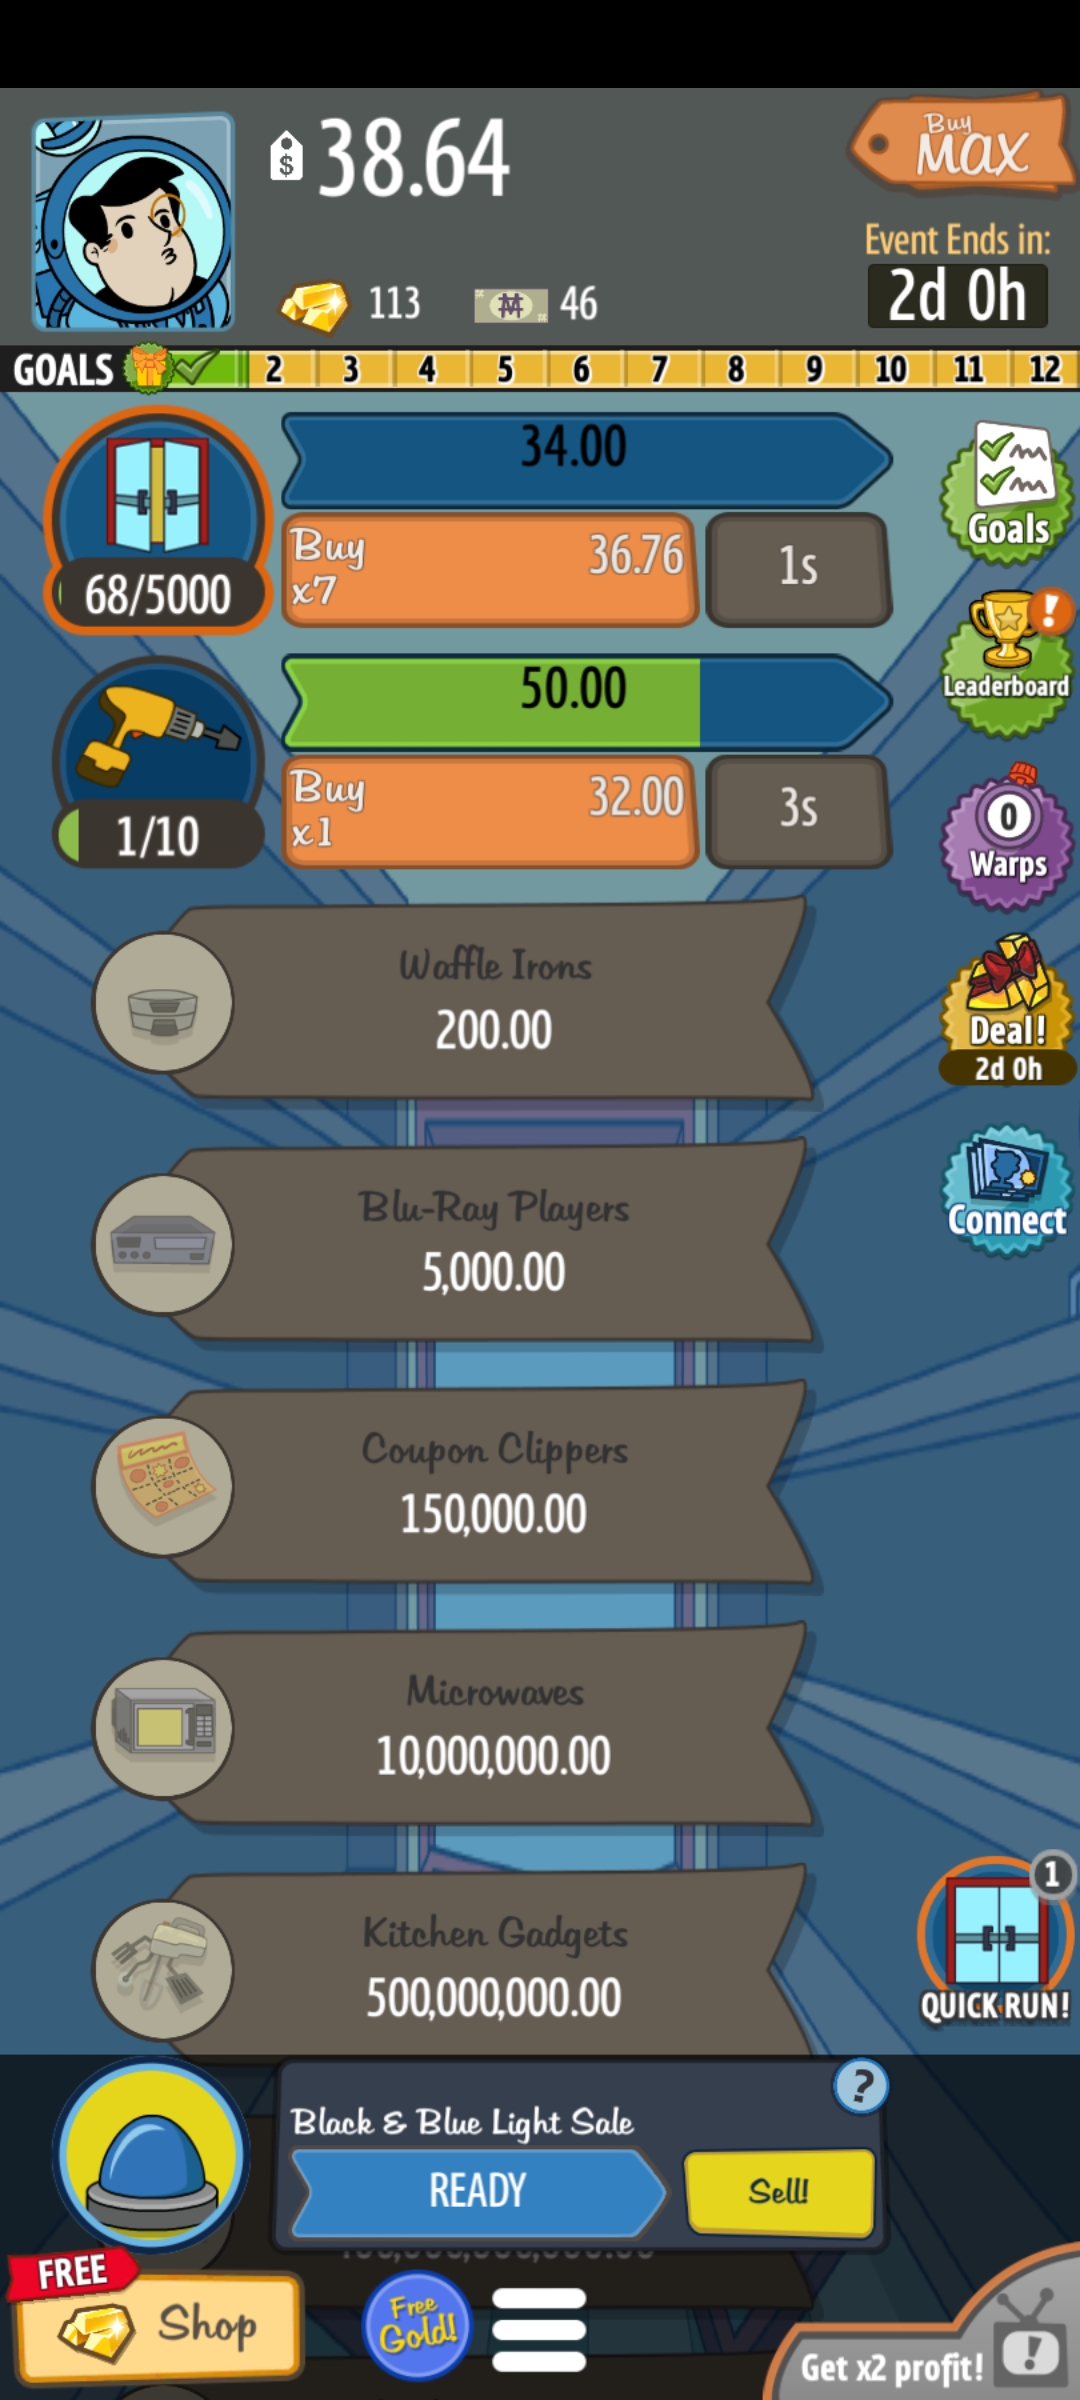 $ 38.64
Buy
MAX
113
46
Event Ends in:
2d 0h
GOALS 2 3 4 5 6 7 8 9 10 11 12
34.00
Buy
x7
36.76
1s
68/5000
Goals
50.00
Buy
x1
32.00
3s
1/10
Leaderboard
!
0
Warps
Waffle Irons
200.00
Deal!
2d 0h
Blu-Ray Players
5,000.00
Connect
Coupon Clippers
150,000.00
Microwaves
10,000,000.00
Kitchen Gadgets
500,000,000.00
1
QUICK RUN!
Black & Blue Light Sale
?
READY
Sell!
FREE
Shop
Free
Gold!
Get x2 profit!
!